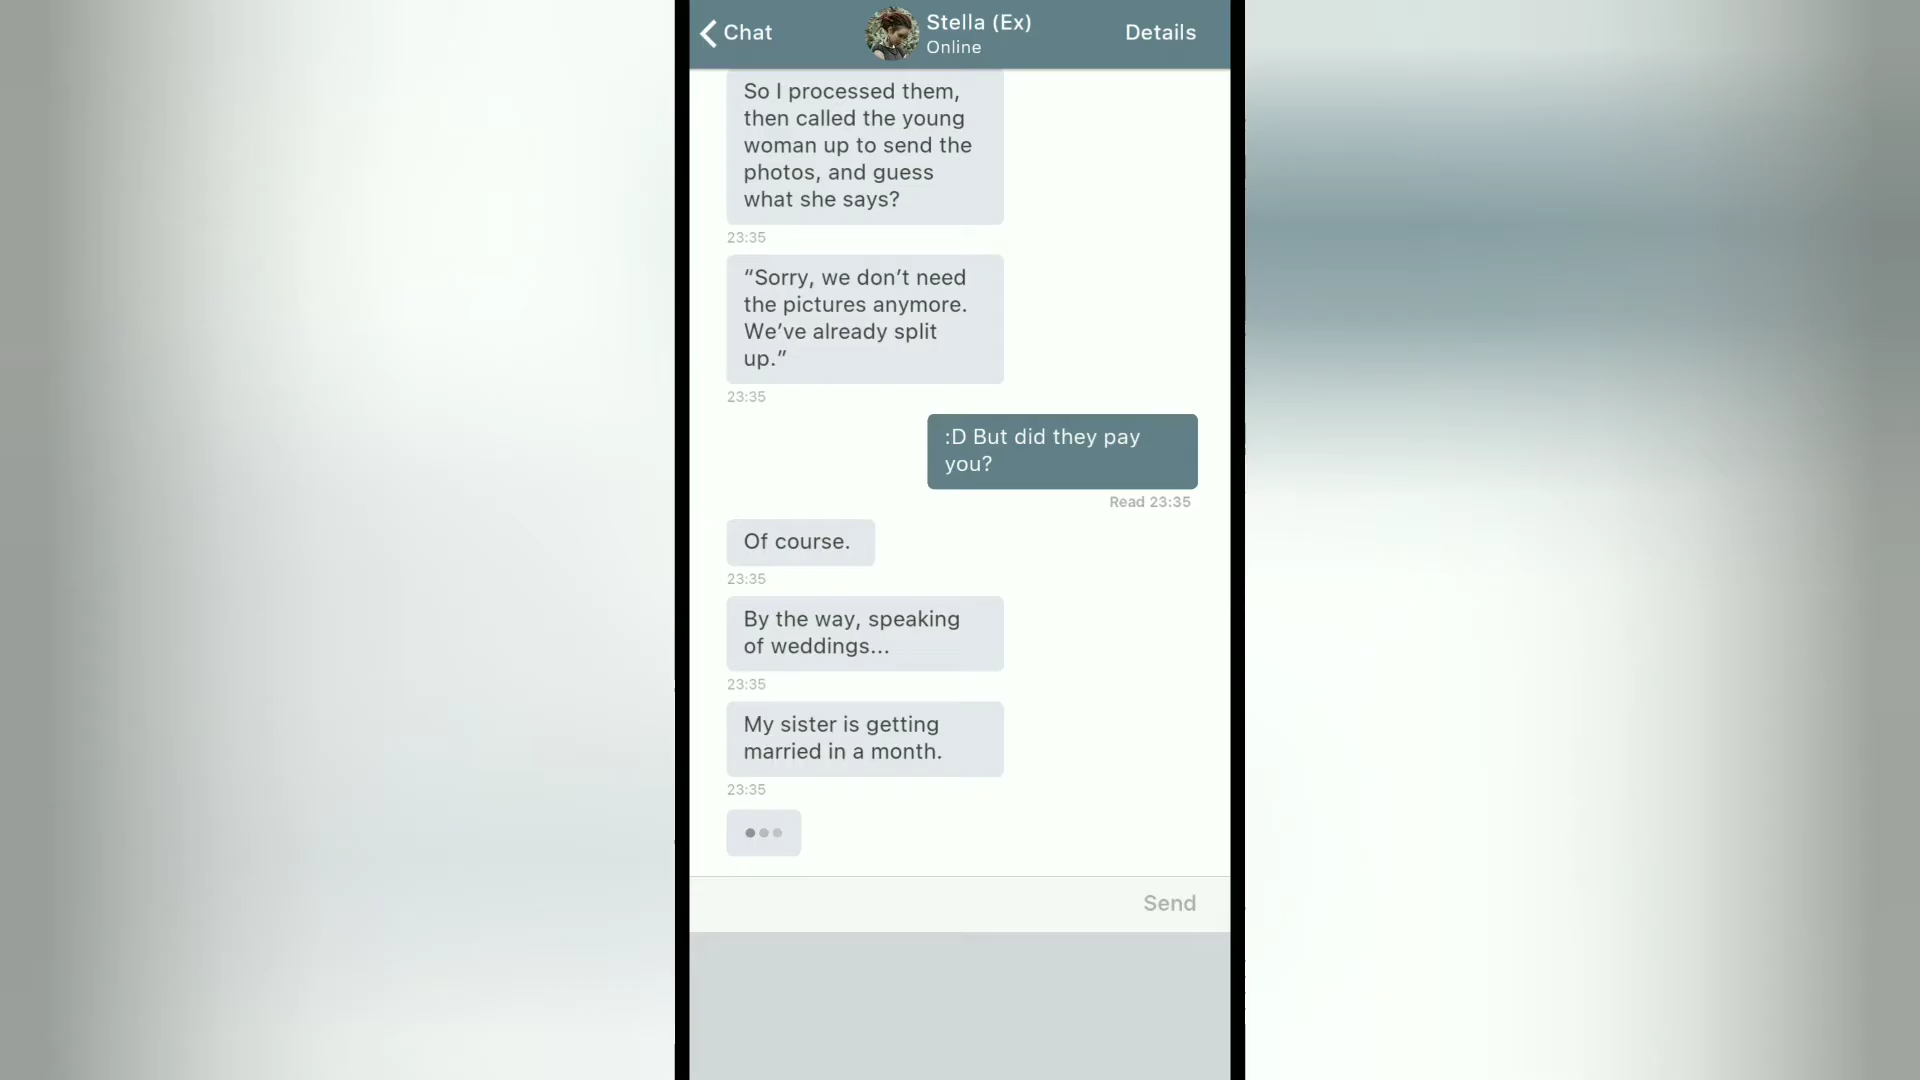 Chat
Stella (Ex)
Online
Details
So I processed them,
then called the young
woman up to send the
photos, and guess
what she says?
23:35
“Sorry, we don’t need
the pictures anymore.
We’ve already split
up.”
23:35
:D But did they pay
you?
Read 23:35
Of course.
23:35
By the way, speaking
of weddings...
23:35
My sister is getting
married in a month.
23:35
Send